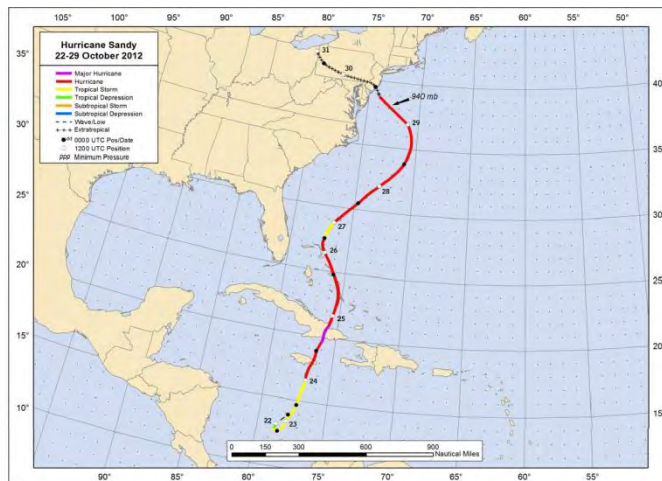 105° 100° 95° 90° 85° 80° 75° 70° 65° 60° 55° 50°
Hurricane Sandy
22-29 October 2012
Major Hurricane
Hurricane
Tropical Storm
Tropical Depression
Subtropical Storm
Subtropical Depression
Wave/Low
Extratropical
0000 UTC Pos/Date
1200 UTC Position
PPP Minimum Pressure
31
30
940 mb
29
28
27
26
25
24
22
23
35°
30°
25°
20°
15°
10°
40°
35°
30°
25°
20°
15°
0 150 300 600 900
Nautical Miles
90° 85° 80° 75° 70° 65° 60° 55°